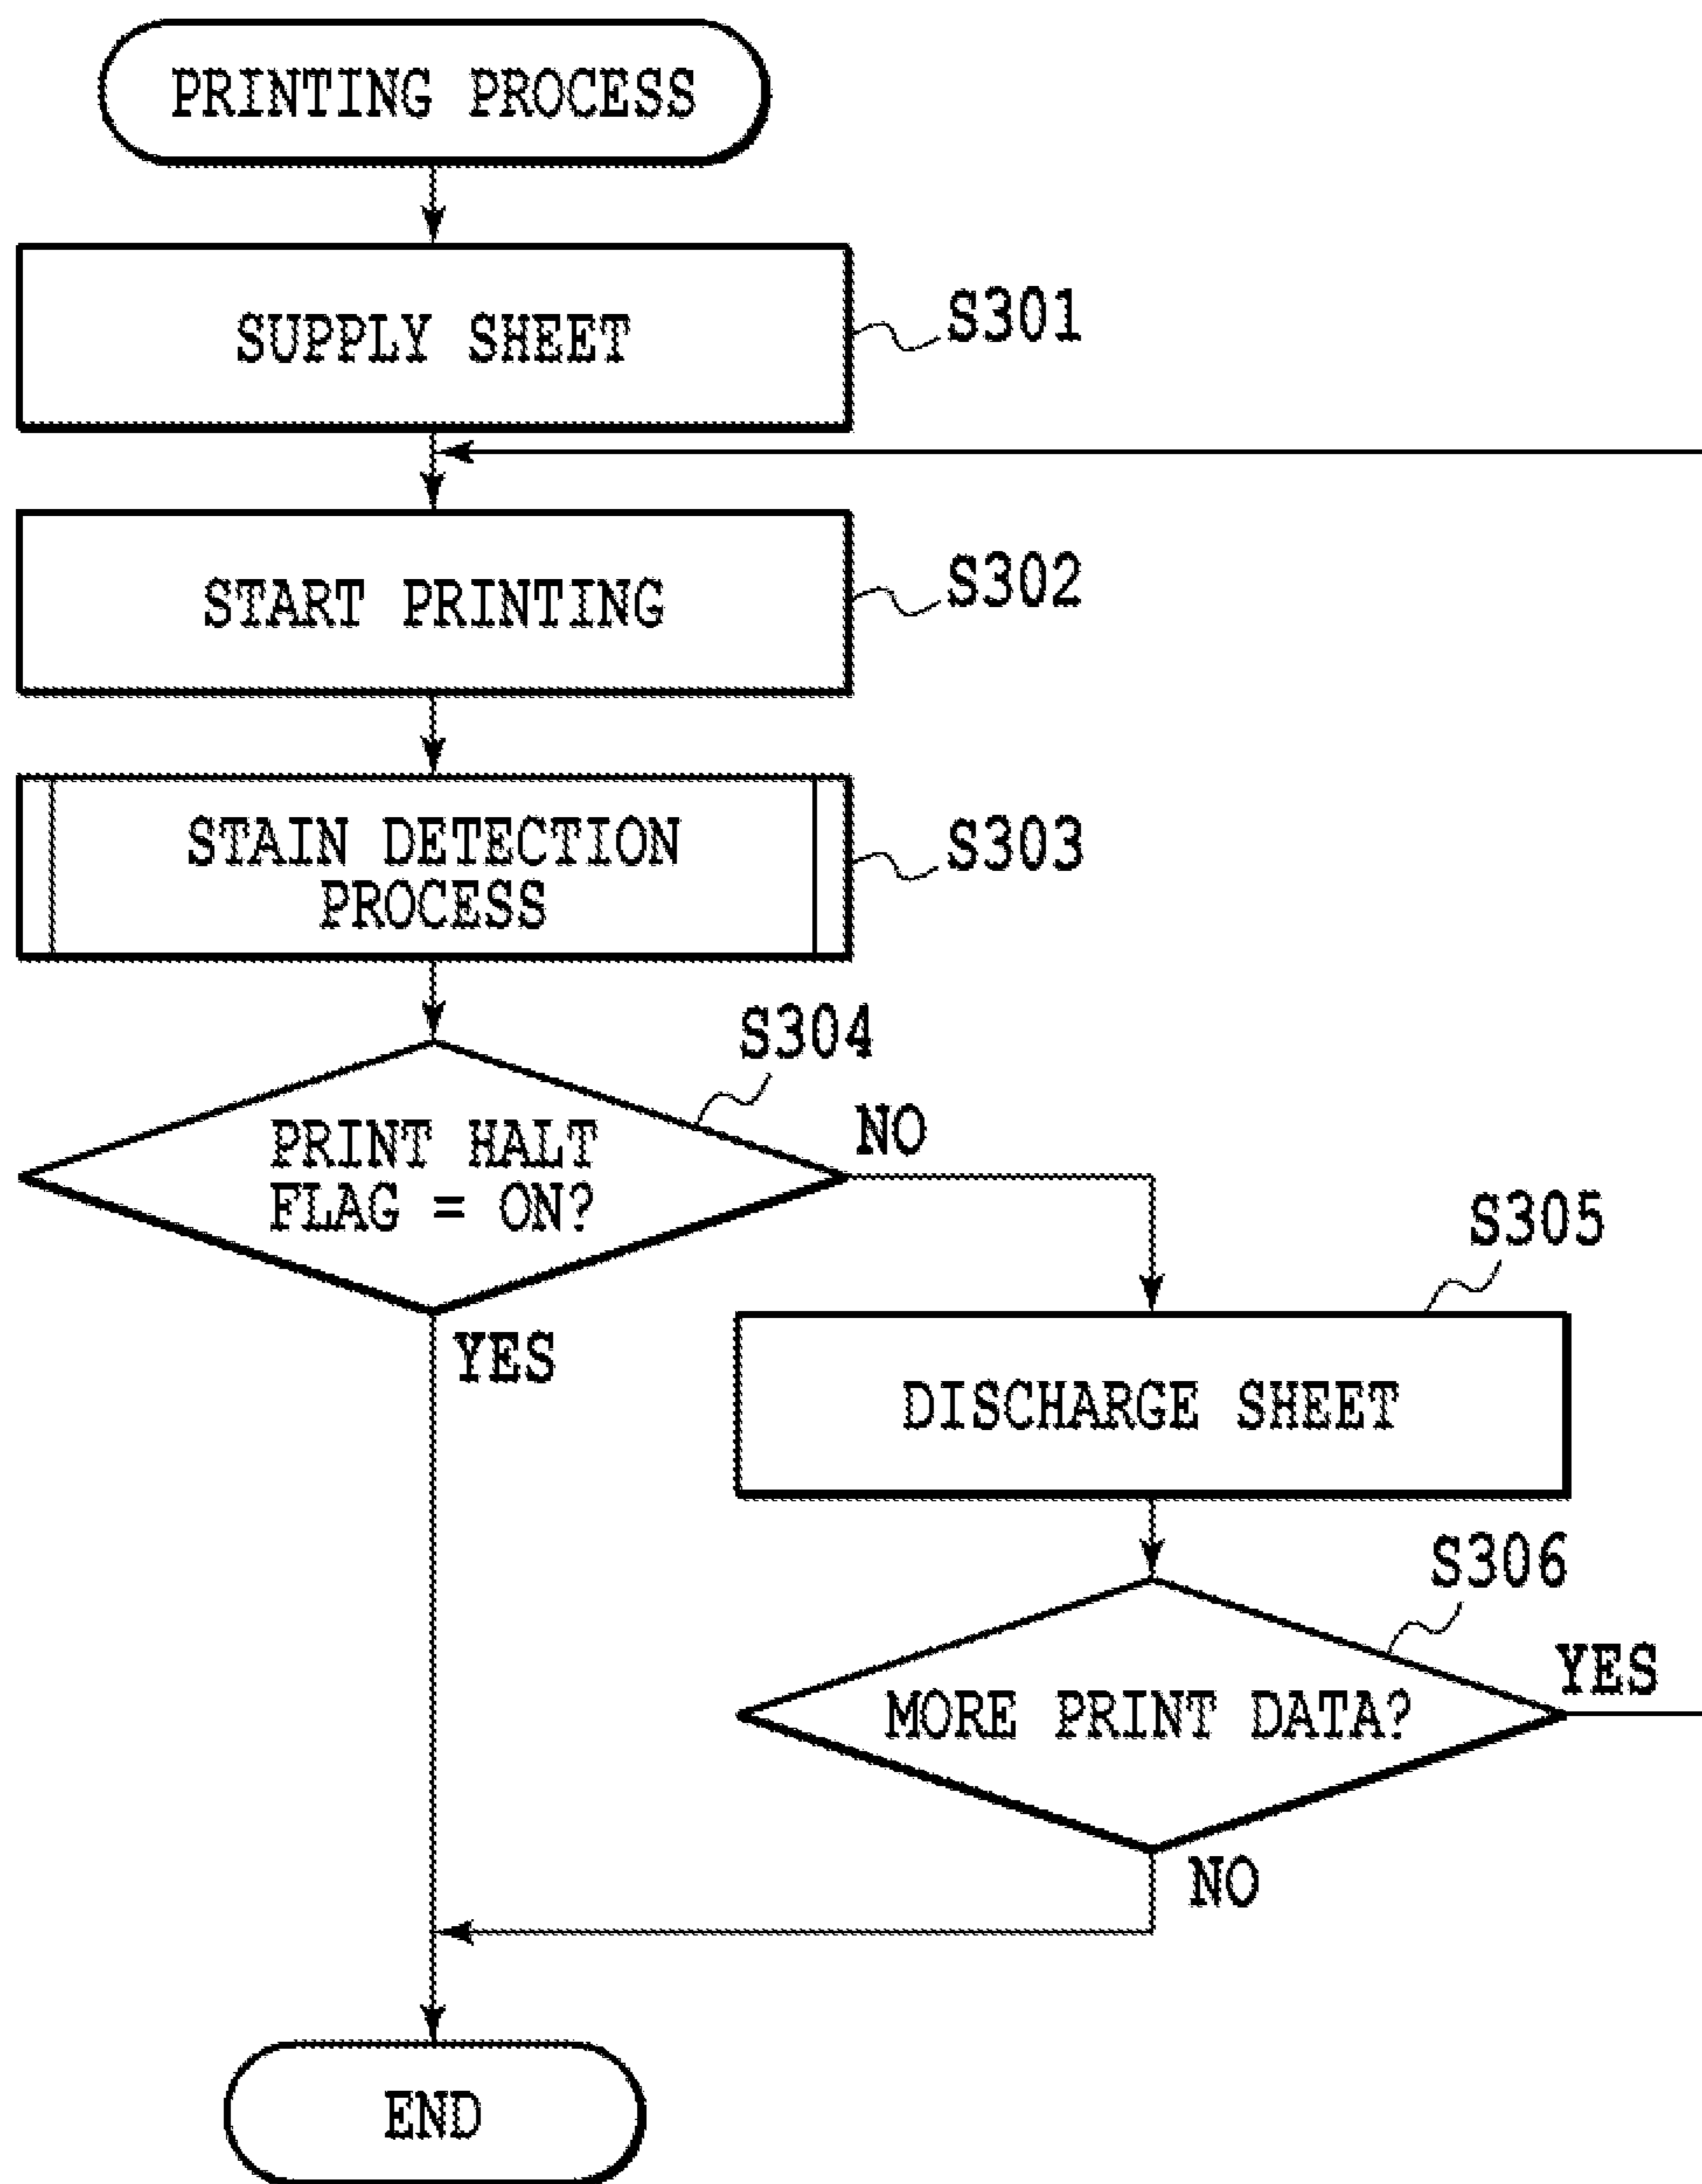 PRINTING PROCESS
SUPPLY SHEET
S301
START PRINTING
S302
STAIN DETECTION
PROCESS
S303
S304
PRINT HALT
FLAG = ON?
NO
YES
S305
DISCHARGE SHEET
S306
MORE PRINT DATA?
YES
NO
END